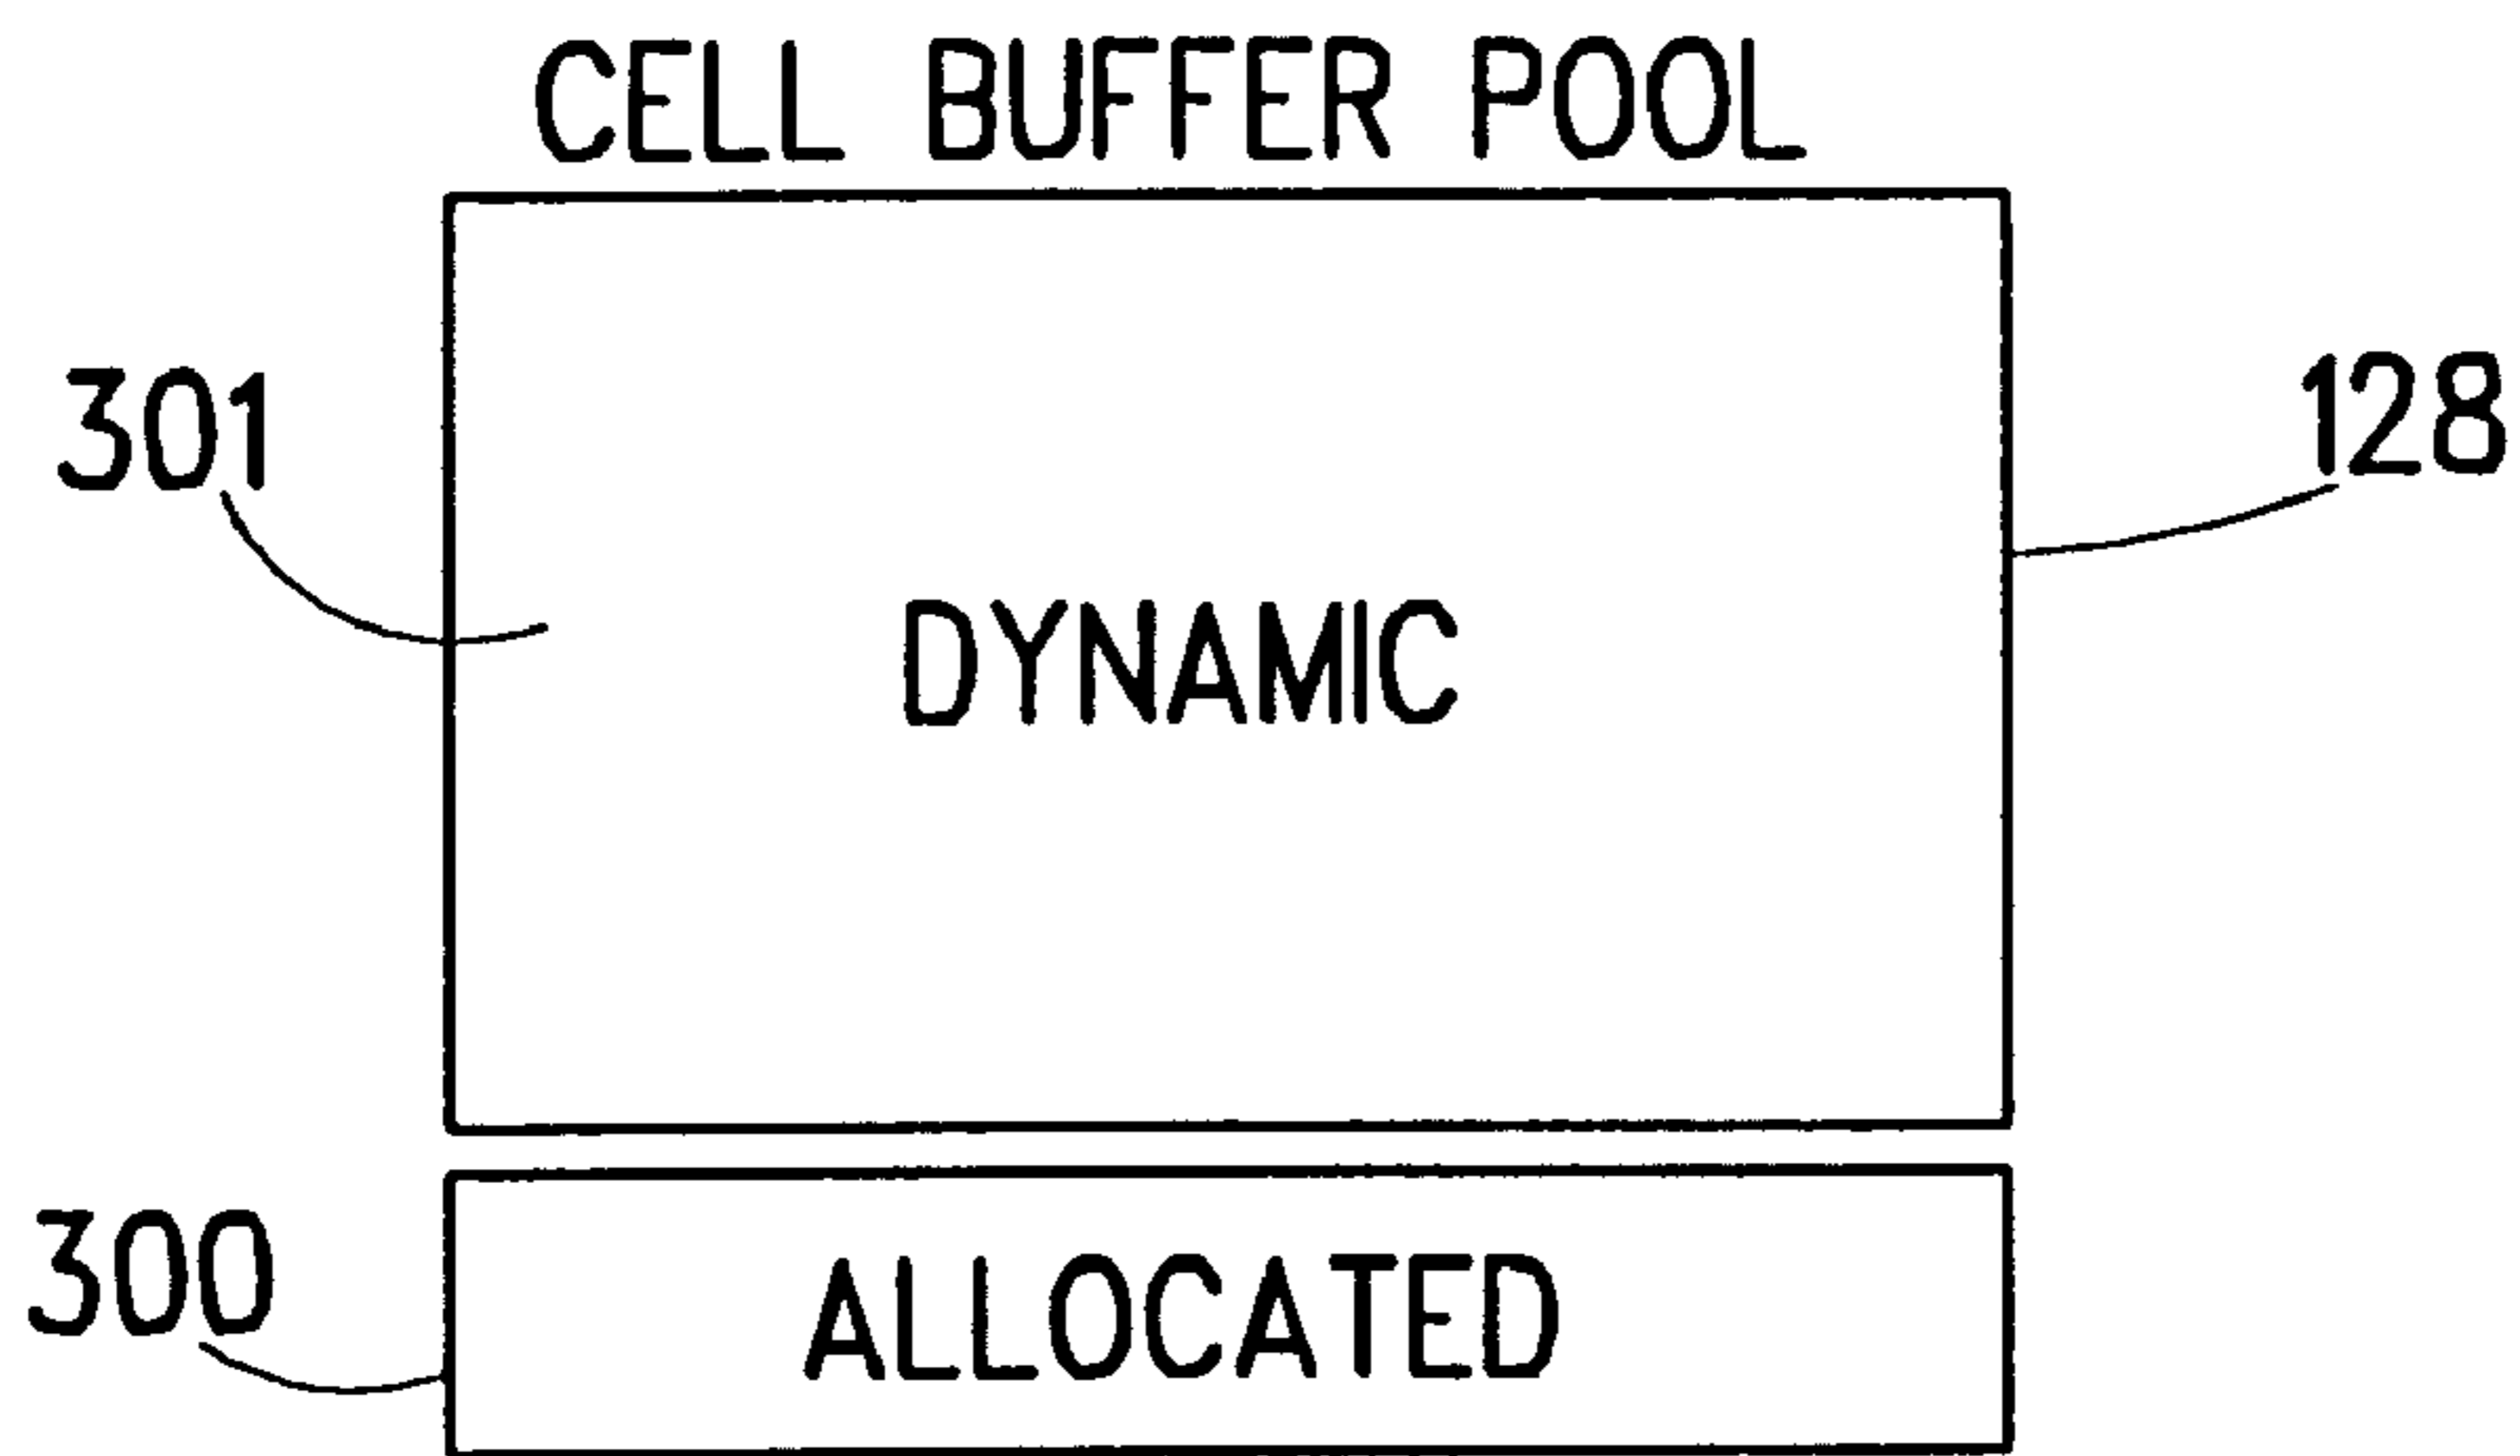 CELL BUFFER POOL
301
128
DYNAMIC
300
ALLOCATED